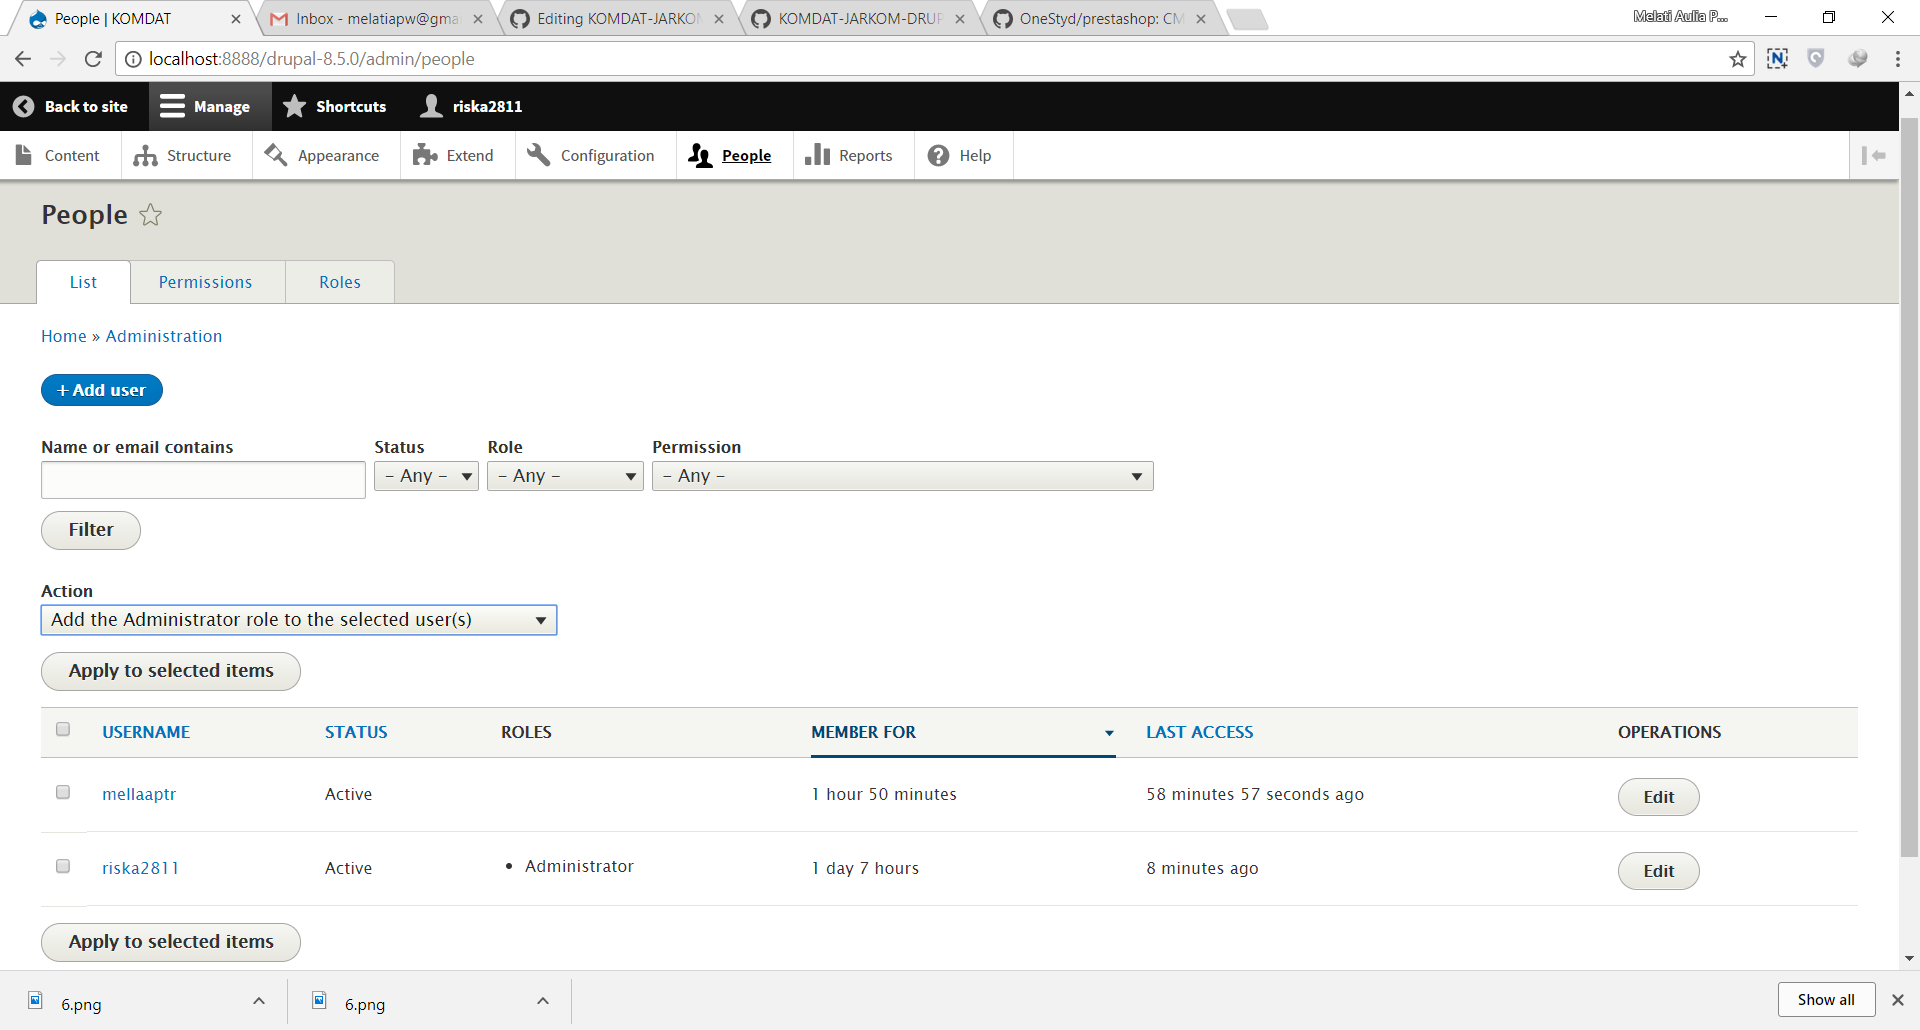 People | KOMDAT
Inbox - melatiapw@gma
Editing KOMDAT-JARKOM
KOMDAT-JARKOM-DRUP
OneStyd/prestashop: CM
Melati Aulia P...
localhost:8888/drupal-8.5.0/admin/people
Back to site
Manage
Shortcuts
riska2811
Content
Structure
Appearance
Extend
Configuration
People
Reports
Help
People
List
Permissions
Roles
Home » Administration
+ Add user
Name or email contains
Status
Role
Permission
- Any -
- Any -
- Any -
Filter
Action
Add the Administrator role to the selected user(s)
Apply to selected items
USERNAME STATUS ROLES MEMBER FOR LAST ACCESS OPERATIONS
mellaaptr Active 1 hour 50 minutes 58 minutes 57 seconds ago Edit
riska2811 Active • Administrator 1 day 7 hours 8 minutes ago Edit
Apply to selected items
6.png
6.png
Show all